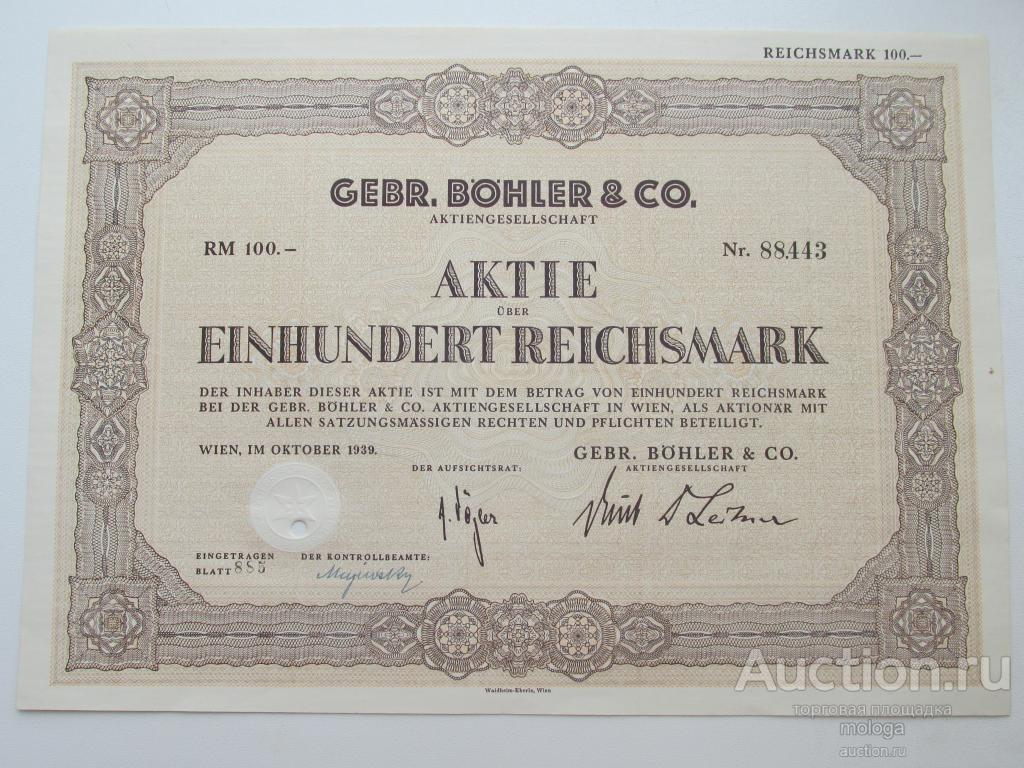 REICHSMARK 100.—
GEBR. BÖHLER & CO.
AKTIENGESELLSCHAFT
RM 100.– Nr. 88.443
AKTIE
ÜBER
EINHUNDERT REICHSMARK
DER INHABER DIESER AKTIE IST MIT DEM BETRAG VON EINHUNDERT REICHSMARK
BEI DER GEBR. BÖHLER & CO. AKTIENGESELLSCHAFT IN WIEN, ALS AKTIONÄR MIT
ALLEN SATZUNGSMÄSSIGEN RECHTEN UND PFLICHTEN BETEILIGT.
WIEN, IM OKTOBER 1939. GEBR. BÖHLER & CO.
DER AUFSICHTSRAT: AKTIENGESELLSCHAFT
EINGETRAGEN DER KONTROLLBEAMTE:
BLATT 885
Waldheim-Eberle, Wien
Auction.ru
торговая площадка
mologa
auction.ru